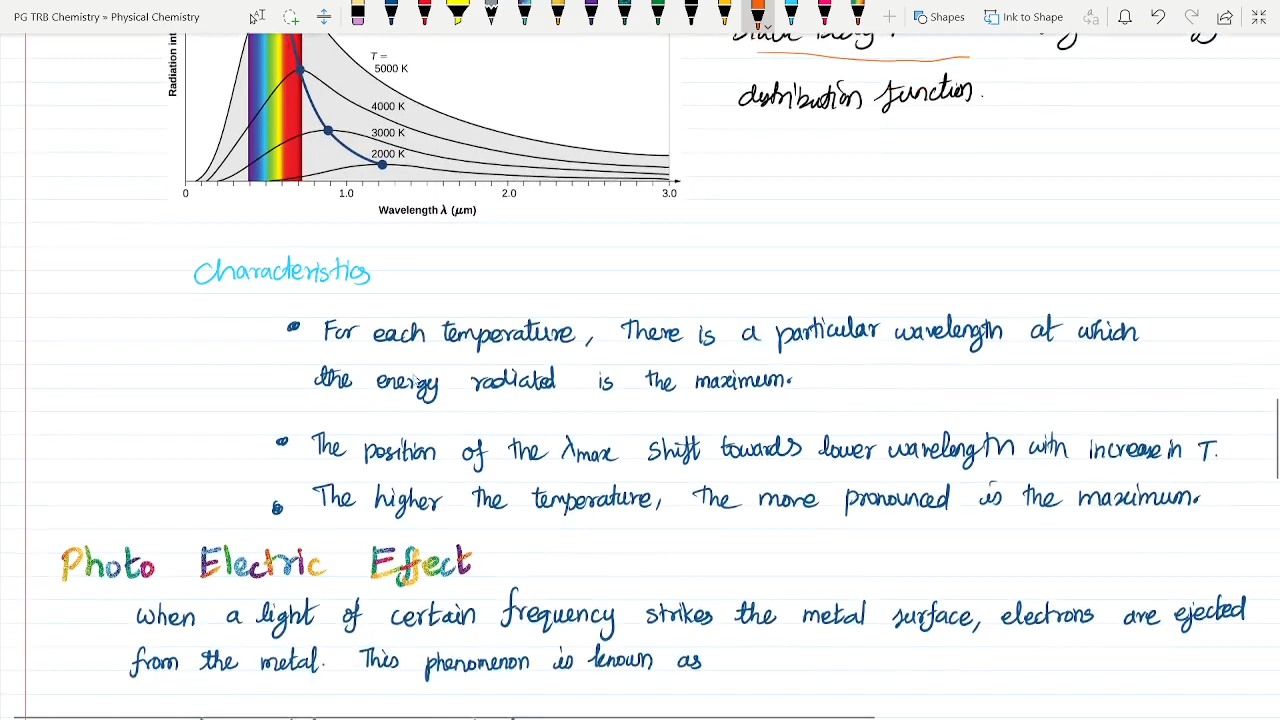 PG TRB Chemistry » Physical Chemistry
Shapes
Ink to Shape
Radiation int
T =
5000 K
4000 K
3000 K
2000 K
0 1.0 2.0 3.0
Wavelength λ (μm)
distribution function.
Characteristics
• For each temperature, There is a particular wavelength at which
the energy radiated is the maximum.
• The position of the λmax shift towards lower wavelength with increase in T.
• The higher the temperature, the more pronounced is the maximum.
Photo Electric Effect
When a light of certain frequency strikes the metal surface, electrons are ejected
from the metal. This phenomenon is known as